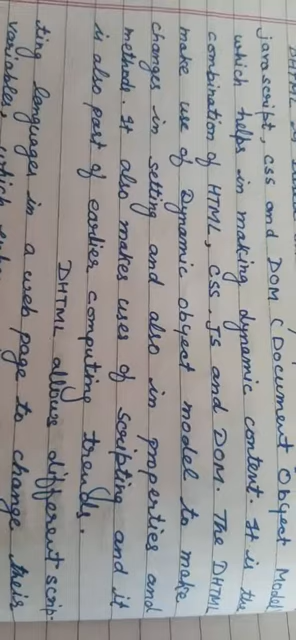 javascript, css and DOM (Document Object Model
which helps in making dynamic content. It is the
combination of HTML, CSS, JS and DOM. The DHTML
make use of Dynamic object model to make
changes in setting and also in properties and
methods. It also makes uses of scripting and it
is also part of earlier computing trends.
DHTML allows different scrip-
ting languages in a web page to change their
variables, which